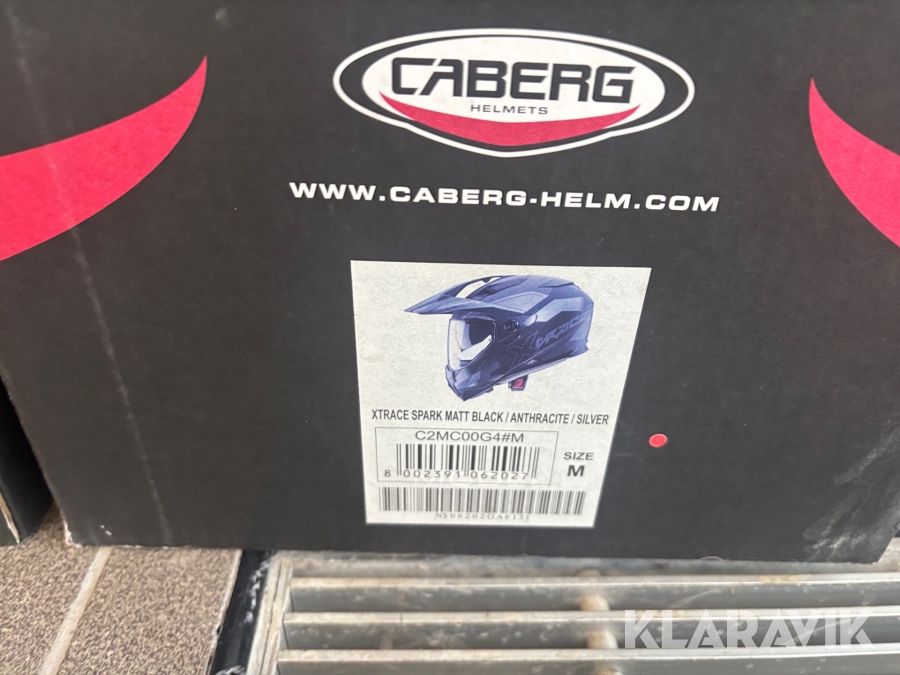 CABERG
HELMETS
WWW.CABERG-HELM.COM
XTRACE SPARK MATT BLACK / ANTHRACITE / SILVER
C2MC00G4#M
8 002391 062027
SIZE
M
KLARAVIK